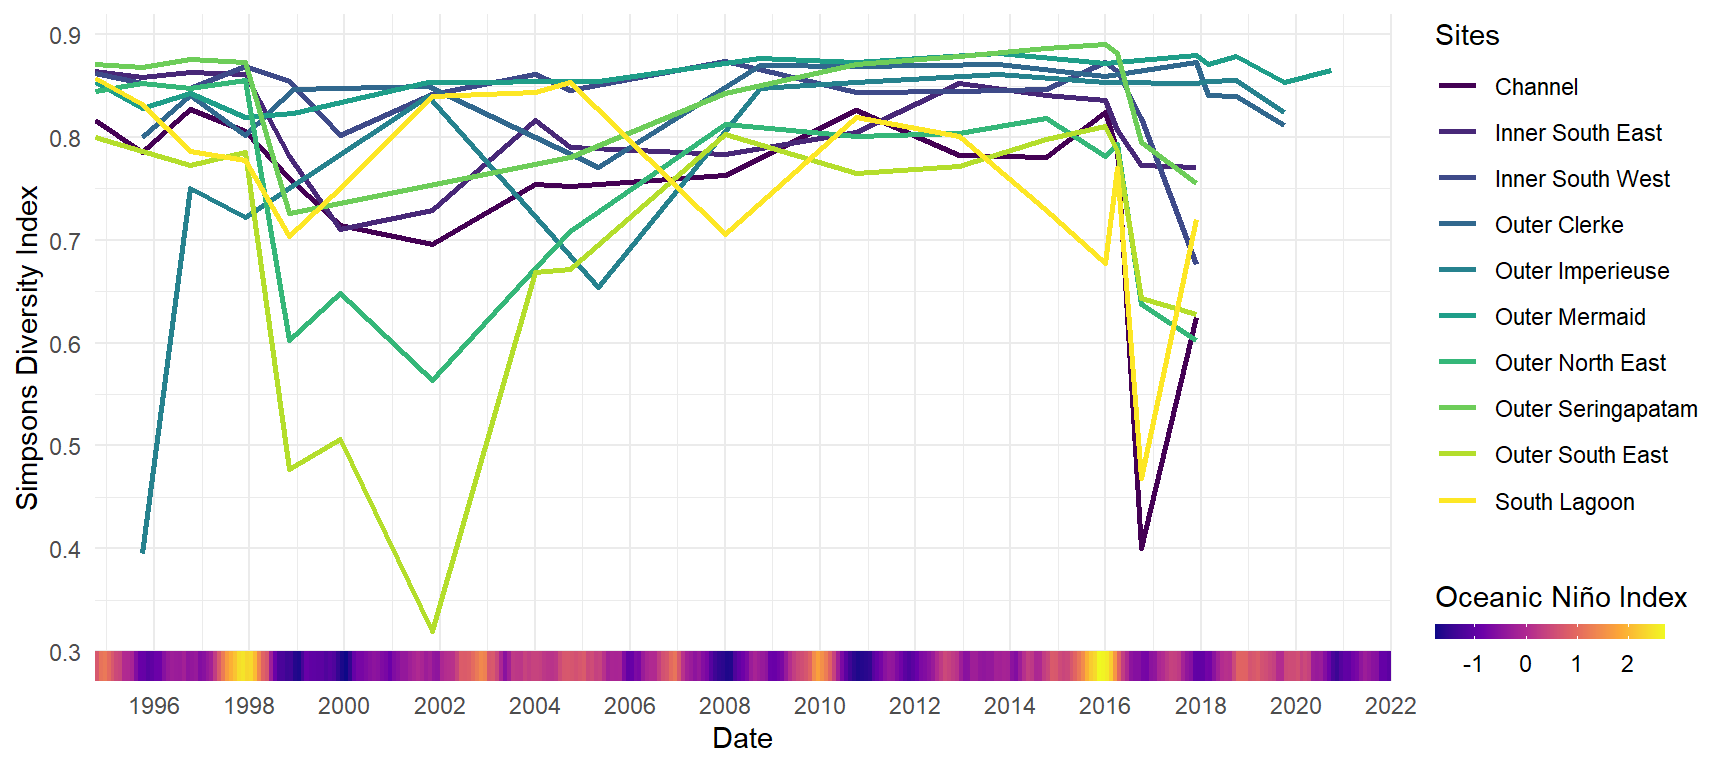 Simpsons Diversity Index
0.9
0.8
0.7
0.6
0.5
0.4
0.3
1996 1998 2000 2002 2004 2006 2008 2010 2012 2014 2016 2018 2020 2022
Date
Sites
Channel
Inner South East
Inner South West
Outer Clerke
Outer Imperieuse
Outer Mermaid
Outer North East
Outer Seringapatam
Outer South East
South Lagoon
Oceanic Niño Index
-1 0 1 2